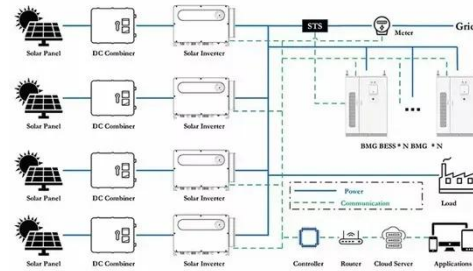 STS
Meter
Grid
Solar Panel
DC Combiner
Solar Inverter
BMG BESS * N BMG * N
Solar Panel
DC Combiner
Solar Inverter
Solar Panel
DC Combiner
Solar Inverter
Power
Communication
Load
Solar Panel
DC Combiner
Solar Inverter
Controller
Router
Cloud Server
Applications